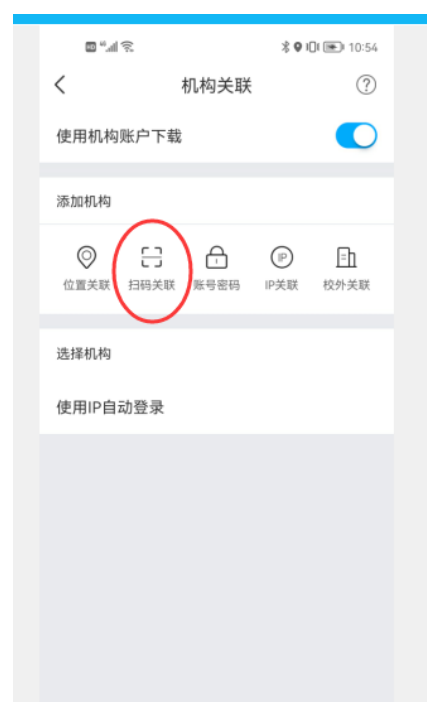 HD 10:54
机构关联 ?
使用机构账户下载
添加机构
位置关联 扫码关联 账号密码 IP IP关联 校外关联
选择机构
使用IP自动登录